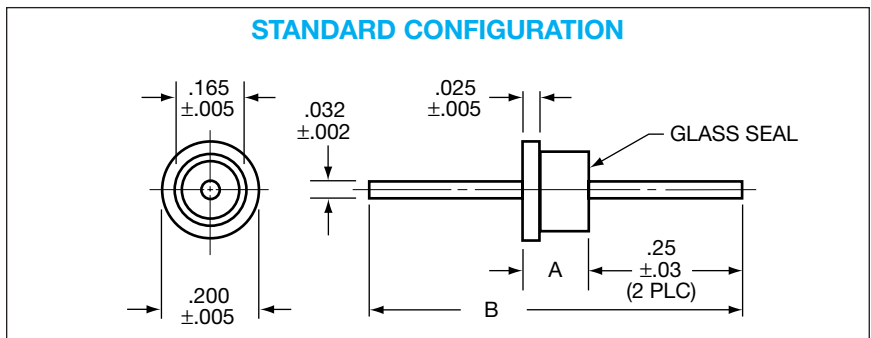 STANDARD CONFIGURATION
.165
±.005
.032
±.002
.025
±.005
GLASS SEAL
.200
±.005
A
.25
±.03
(2 PLC)
B